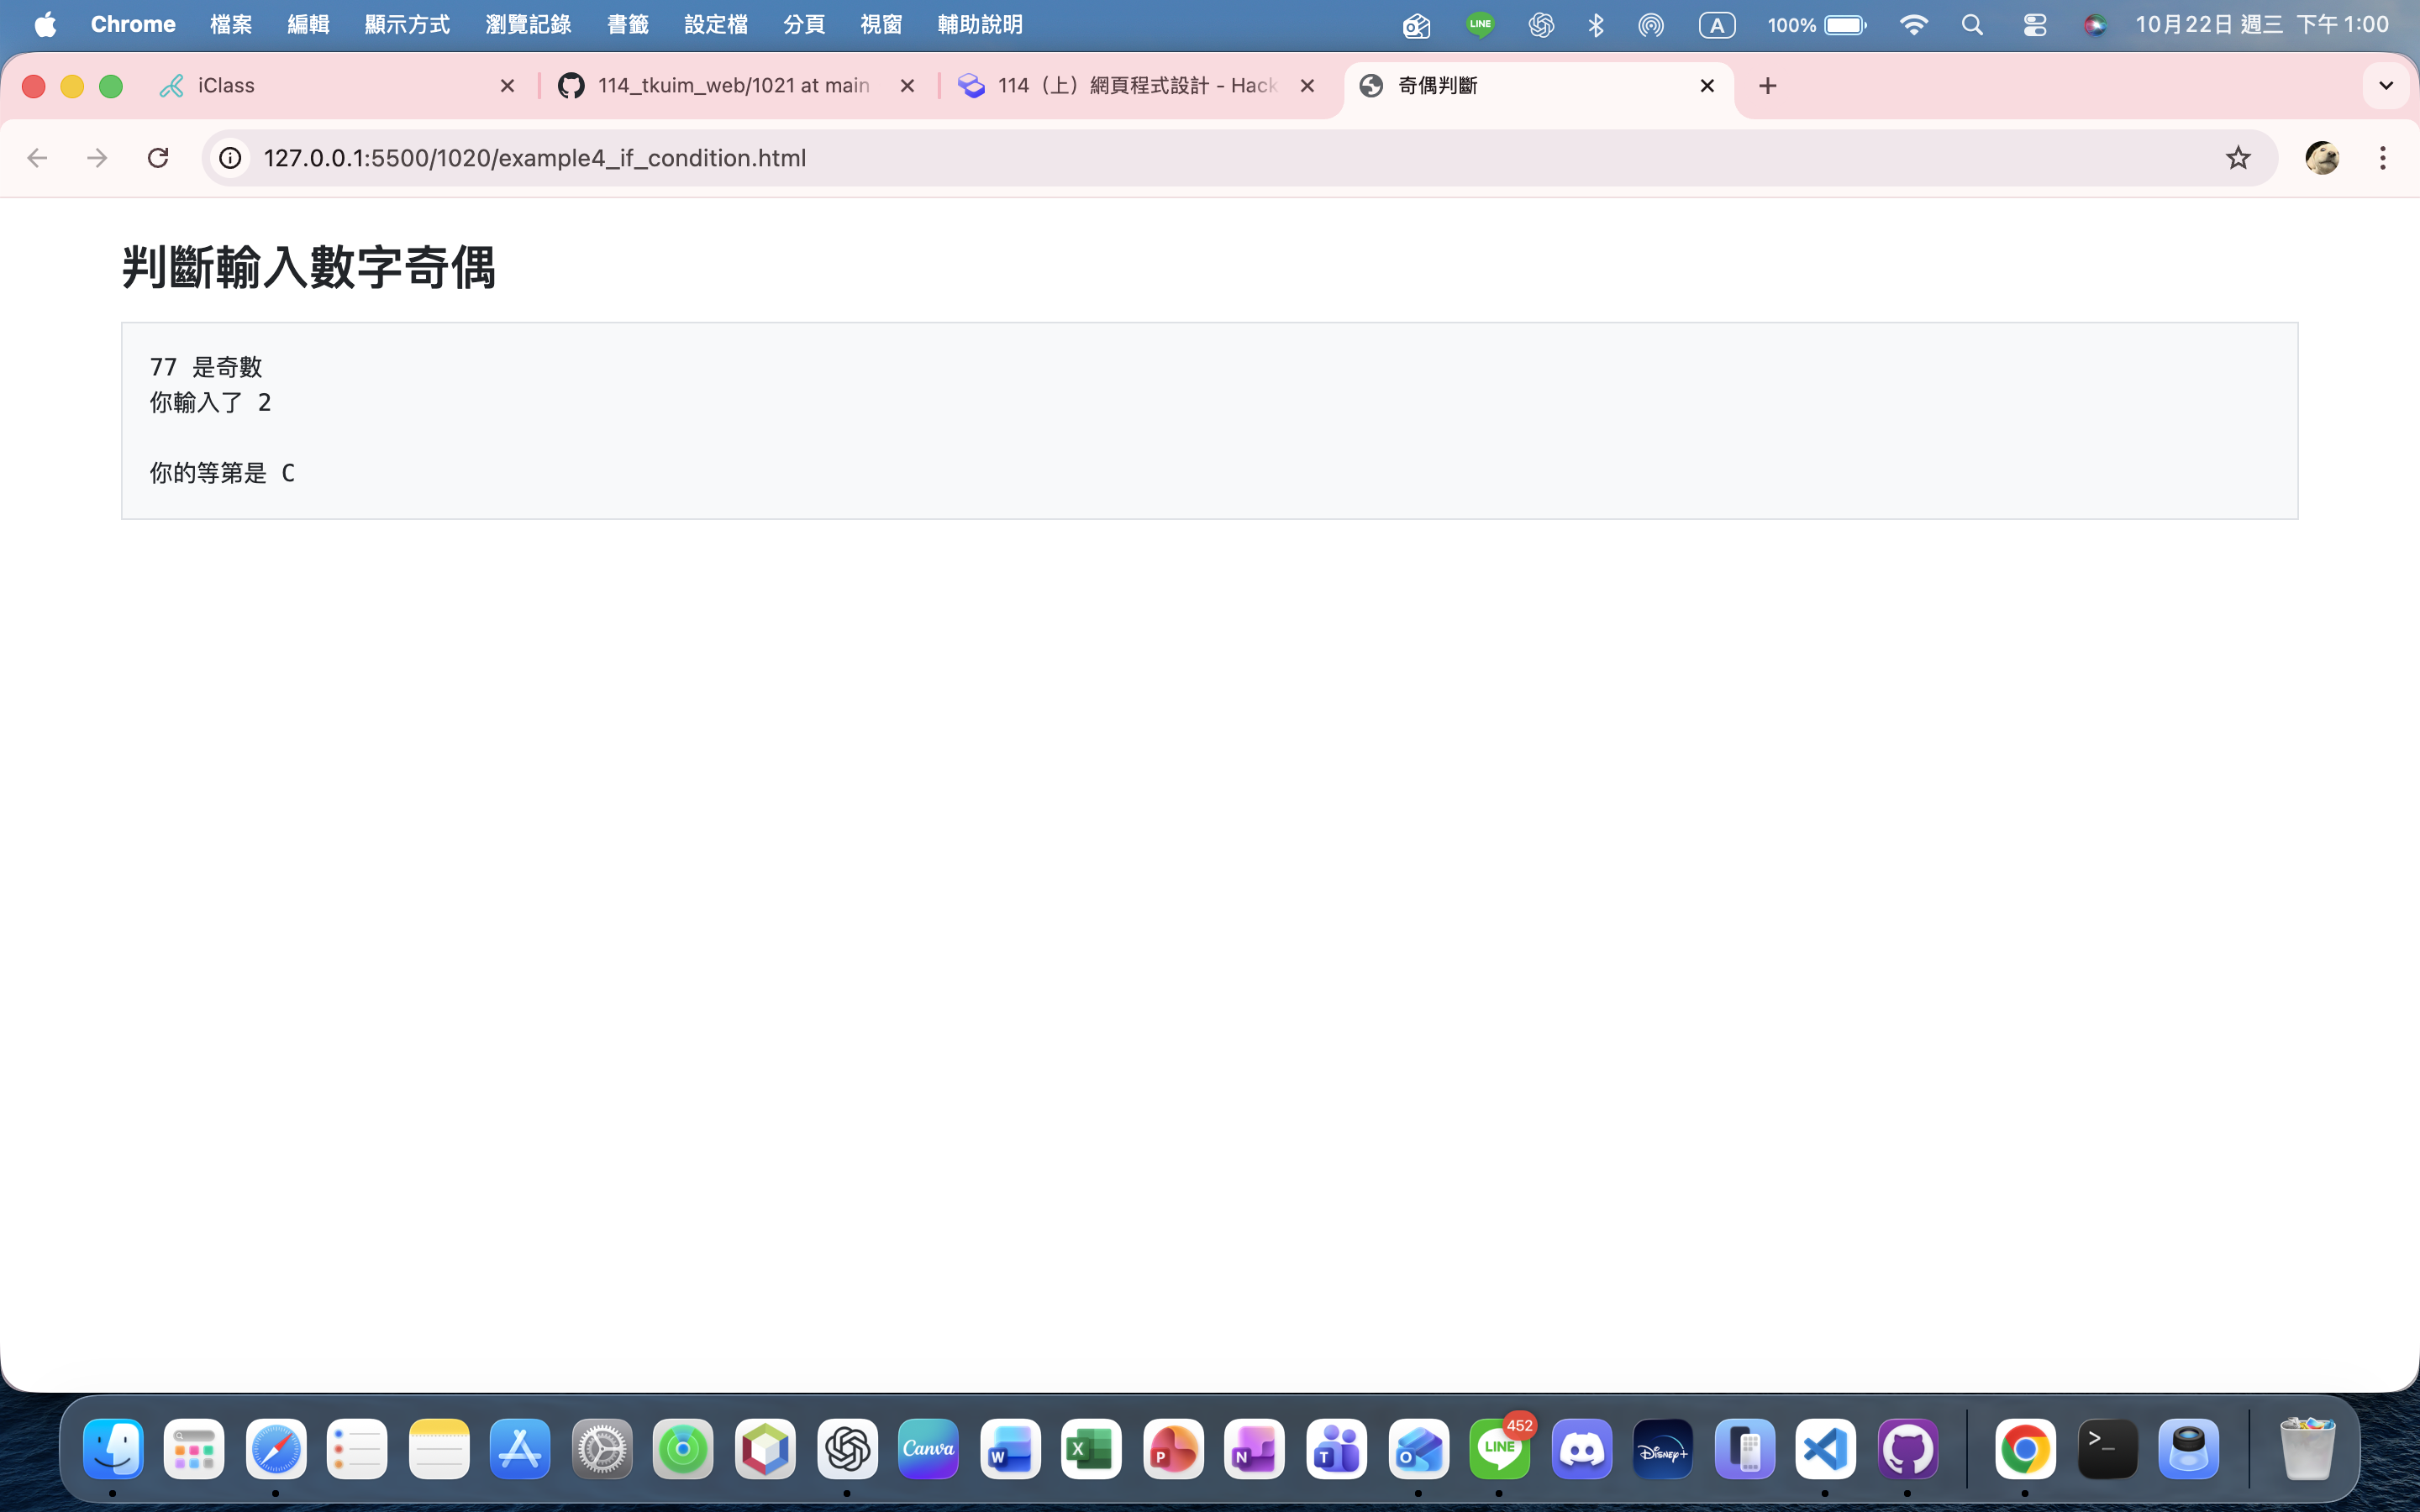 Chrome 檔案 編輯 顯示方式 瀏覽記錄 書籤 設定檔 分頁 視窗 輔助說明 LINE A 100% 10月22日 週三 下午 1:00
iClass 114_tkuim_web/1021 at main 114（上）網頁程式設計 - Hack 奇偶判斷
127.0.0.1:5500/1020/example4_if_condition.html
判斷輸入數字奇偶
77 是奇數
你輸入了 2
你的等第是 C
Canva W X P N T O LINE 452 Disney+ >_